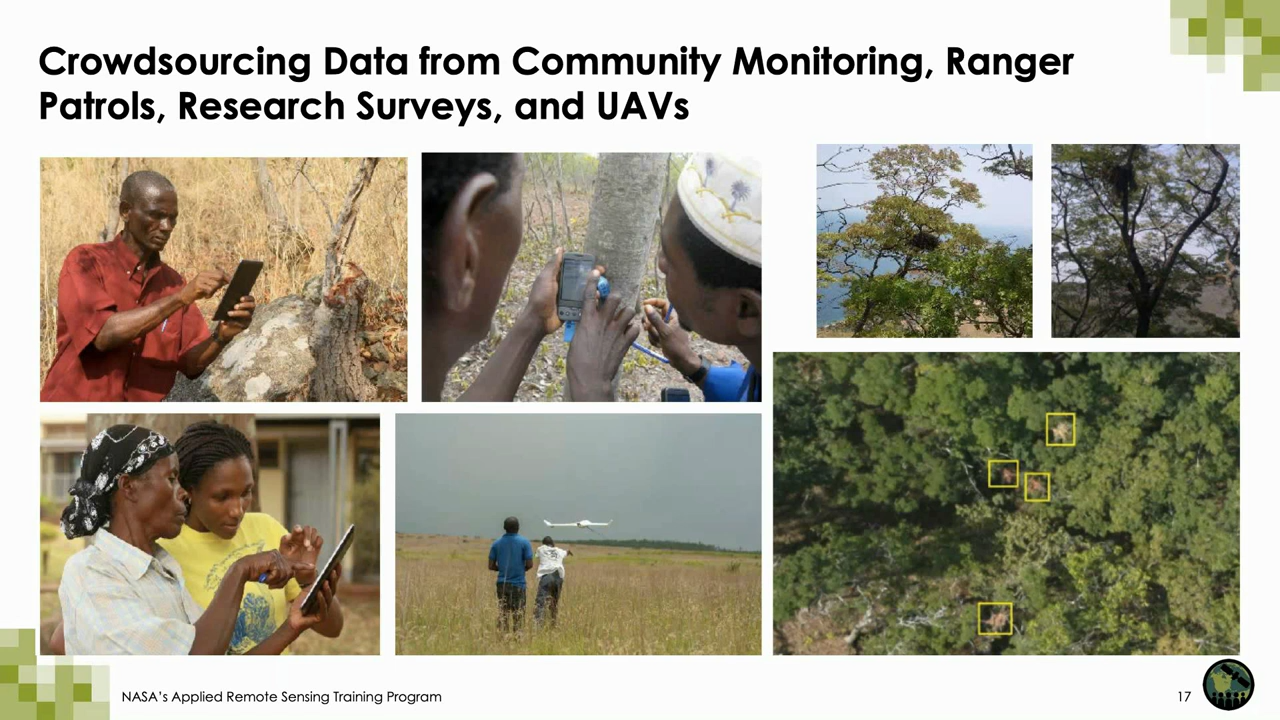 Crowdsourcing Data from Community Monitoring, Ranger
Patrols, Research Surveys, and UAVs
NASA's Applied Remote Sensing Training Program
17